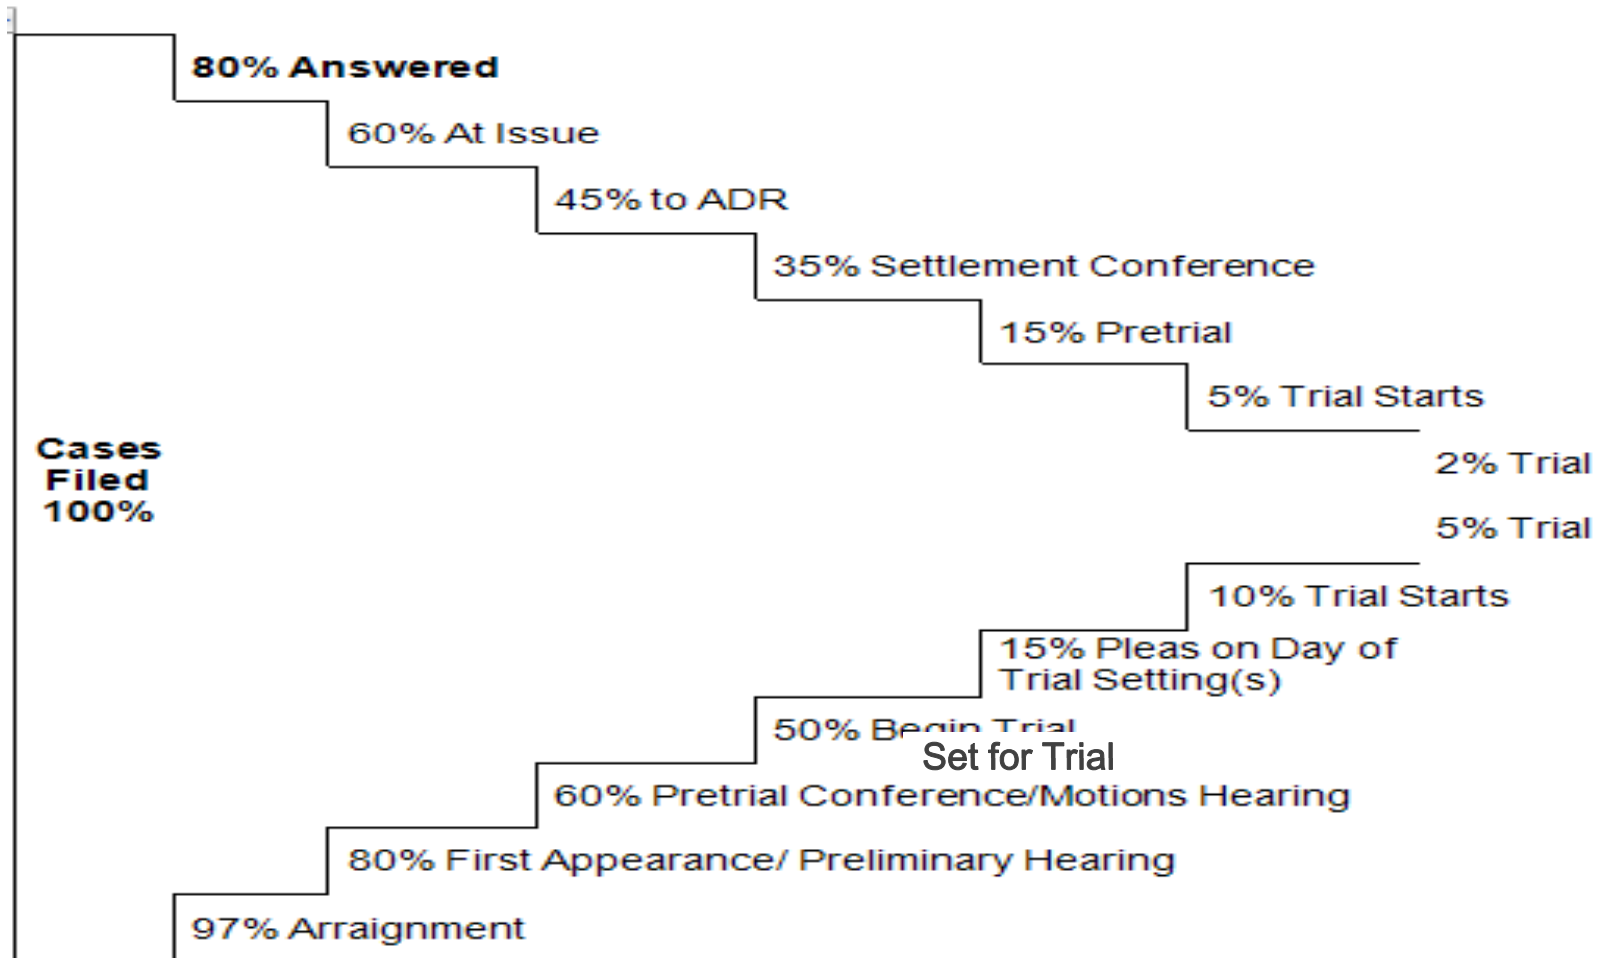 80% Answered
60% At Issue
45% to ADR
35% Settlement Conference
15% Pretrial
5% Trial Starts
Cases
Filed
100%
2% Trial
5% Trial
10% Trial Starts
15% Pleas on Day of
Trial Setting(s)
50% Begin Trial
Set for Trial
60% Pretrial Conference/Motions Hearing
80% First Appearance/ Preliminary Hearing
97% Arraignment